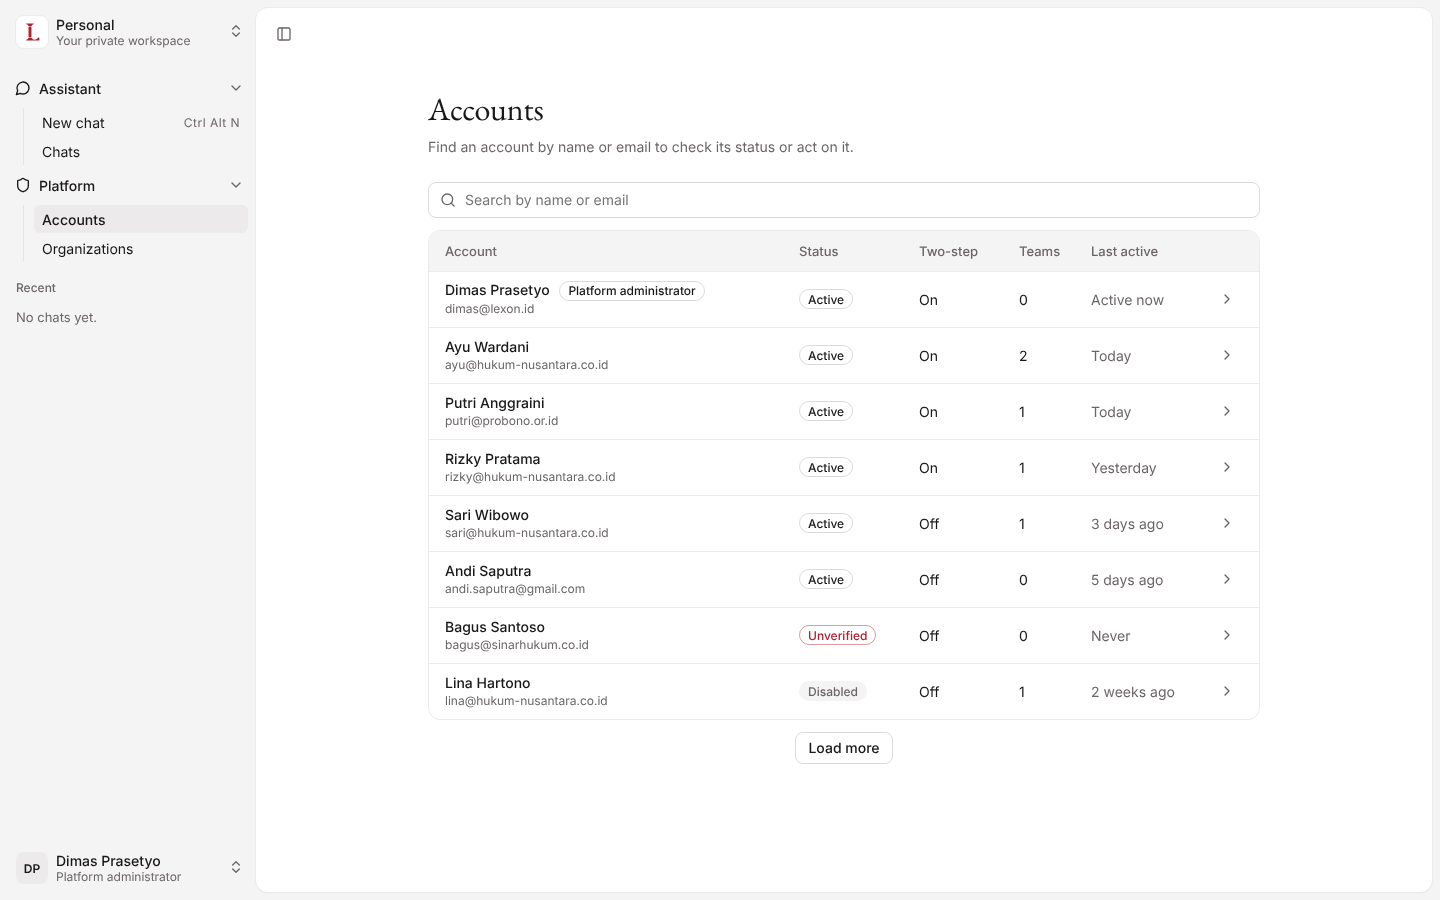 L
Personal
Your private workspace
Assistant
New chat Ctrl Alt N
Chats
Platform
Accounts
Organizations
Recent
No chats yet.
DP
Dimas Prasetyo
Platform administrator
Accounts
Find an account by name or email to check its status or act on it.
Search by name or email
Account Status Two-step Teams Last active
Dimas Prasetyo Platform administrator
dimas@lexon.id
Active On 0 Active now
Ayu Wardani
ayu@hukum-nusantara.co.id
Active On 2 Today
Putri Anggraini
putri@probono.or.id
Active On 1 Today
Rizky Pratama
rizky@hukum-nusantara.co.id
Active On 1 Yesterday
Sari Wibowo
sari@hukum-nusantara.co.id
Active Off 1 3 days ago
Andi Saputra
andi.saputra@gmail.com
Active Off 0 5 days ago
Bagus Santoso
bagus@sinarhukum.co.id
Unverified Off 0 Never
Lina Hartono
lina@hukum-nusantara.co.id
Disabled Off 1 2 weeks ago
Load more